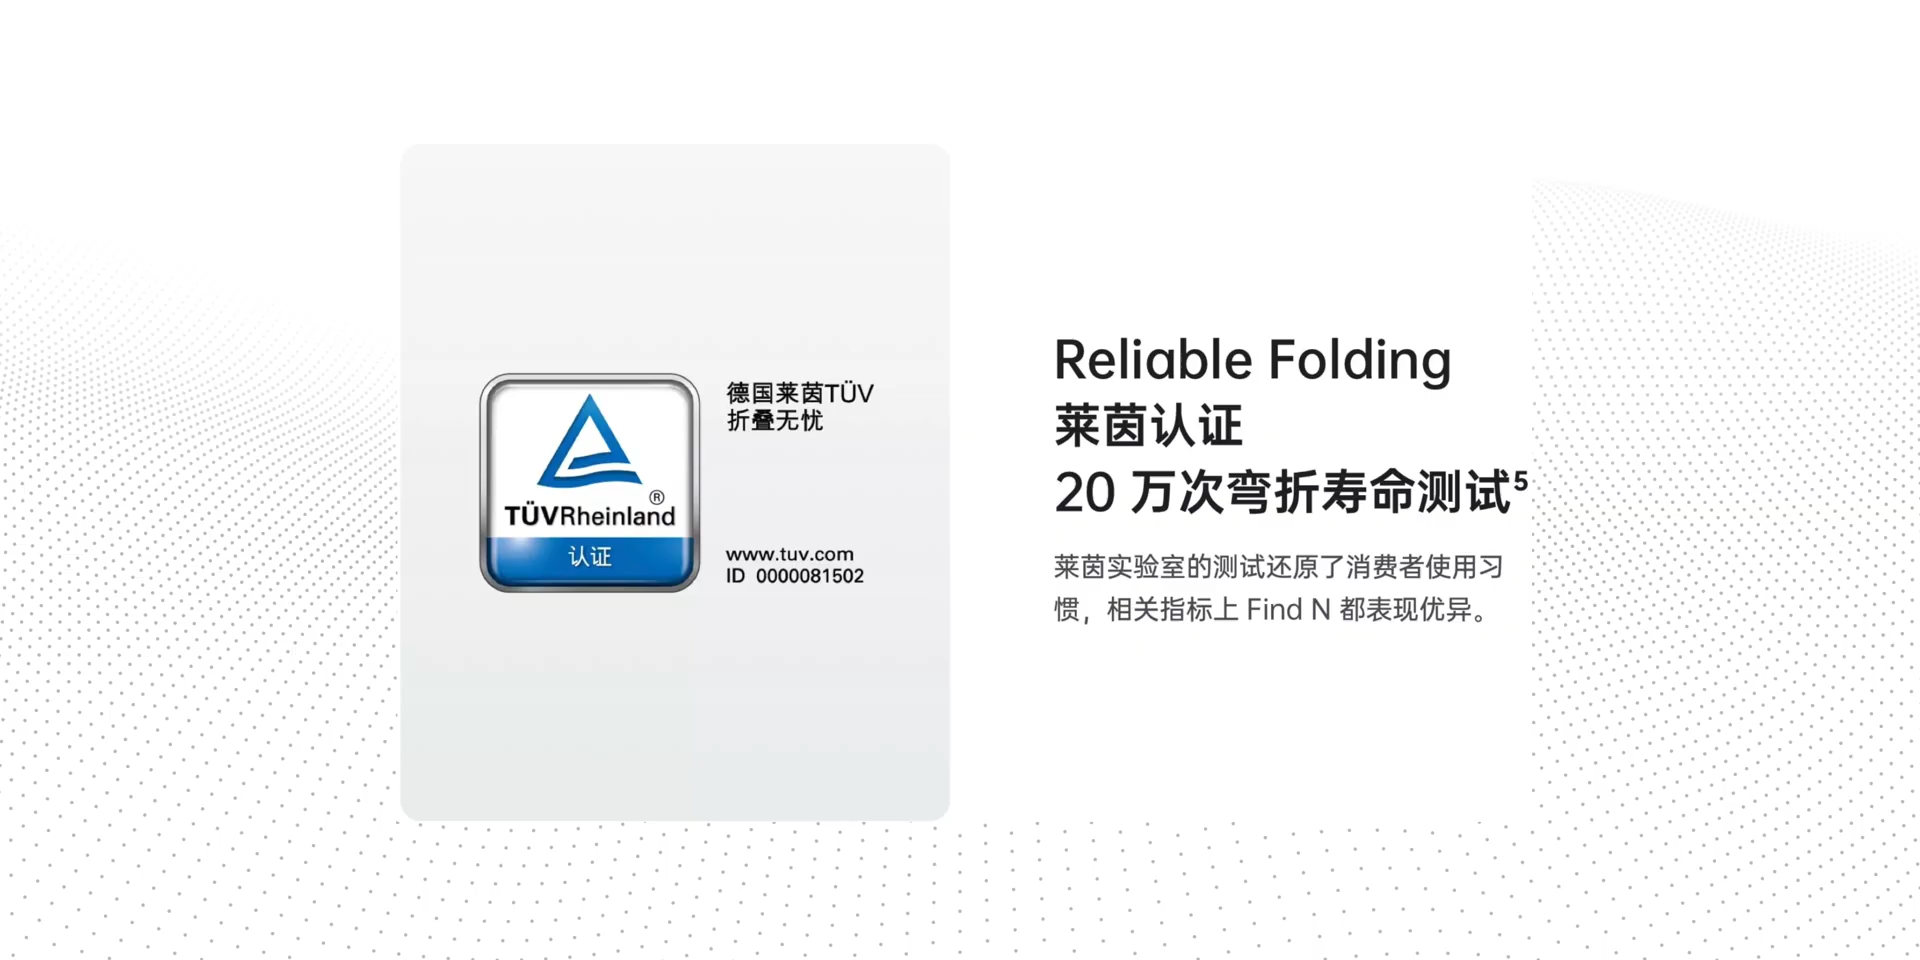 德国莱茵TÜV
折叠无忧
®
TÜVRheinland
认证
www.tuv.com
ID 0000081502
Reliable Folding
莱茵认证
20 万次弯折寿命测试⁵
莱茵实验室的测试还原了消费者使用习
惯，相关指标上 Find N 都表现优异。